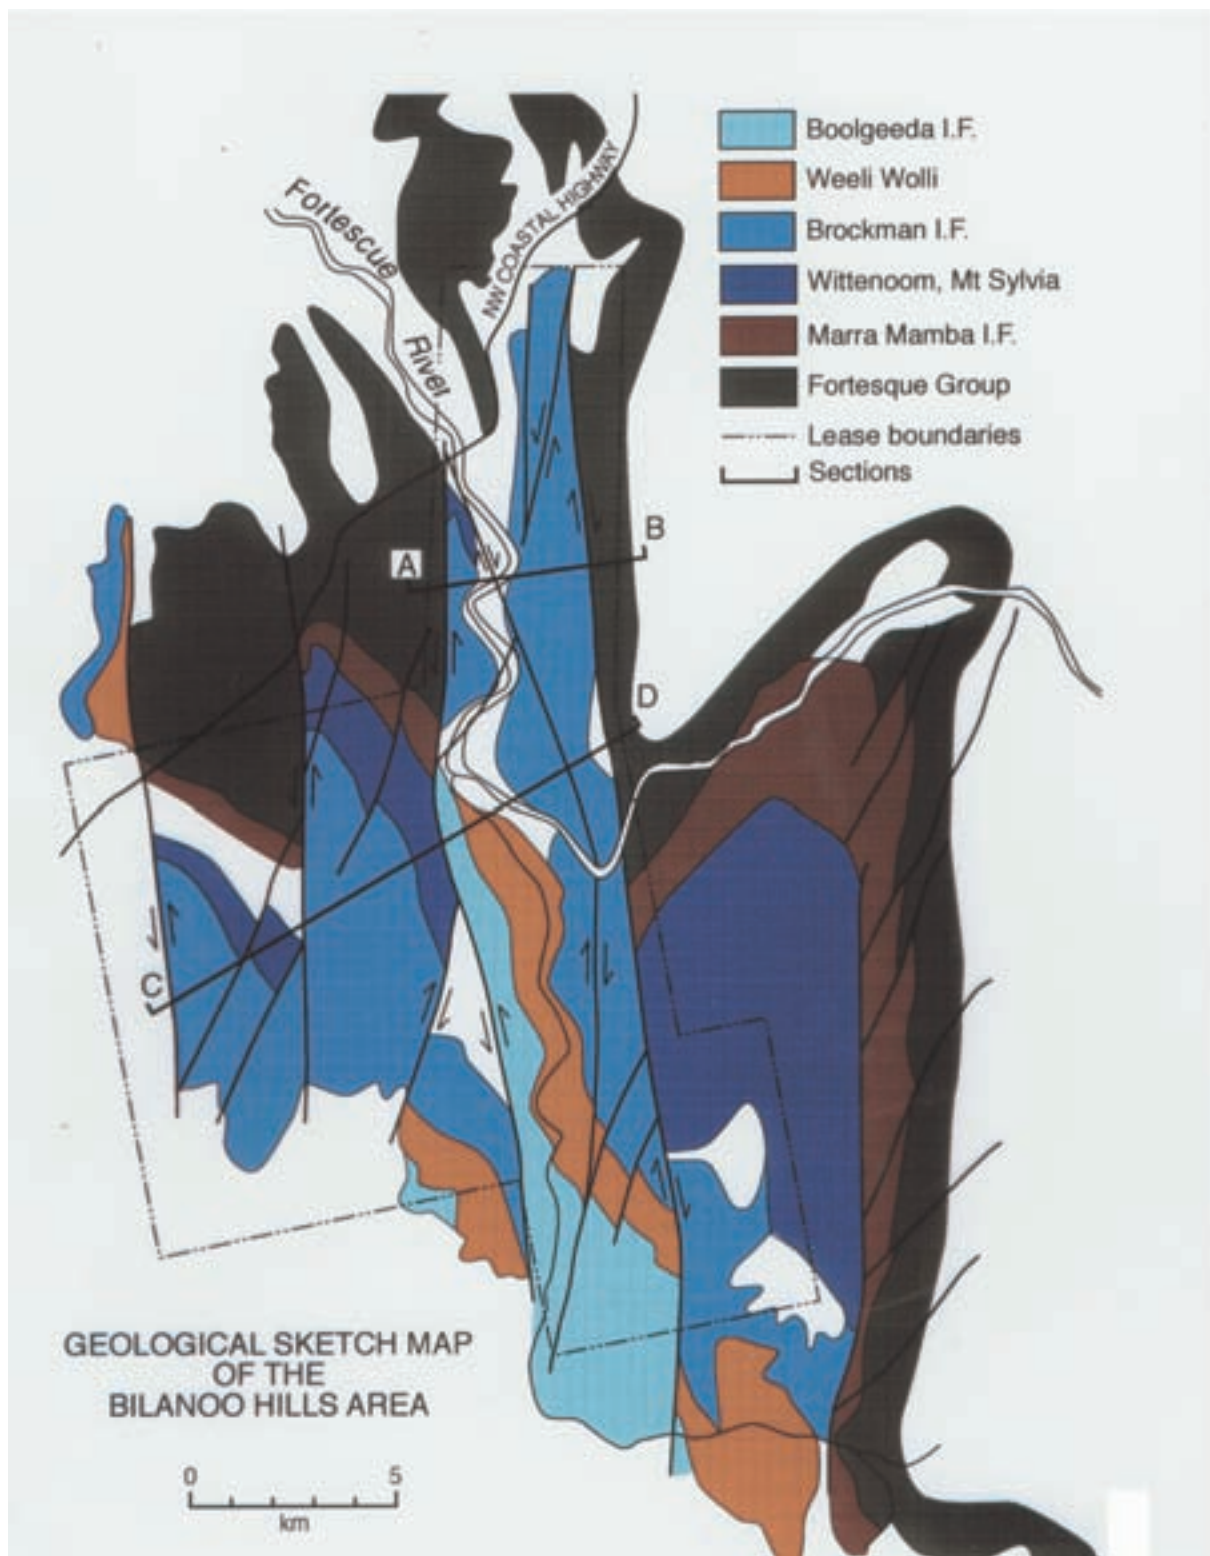 Boolgeeda I.F.
Weeli Wolli
Brockman I.F.
Wittenoom, Mt Sylvia
Marra Mamba I.F.
Fortesque Group
Lease boundaries
Sections
Fortescue
River
NW COASTAL HIGHWAY
A
B
C
D
GEOLOGICAL SKETCH MAP
OF THE
BILANOO HILLS AREA
0 5
km